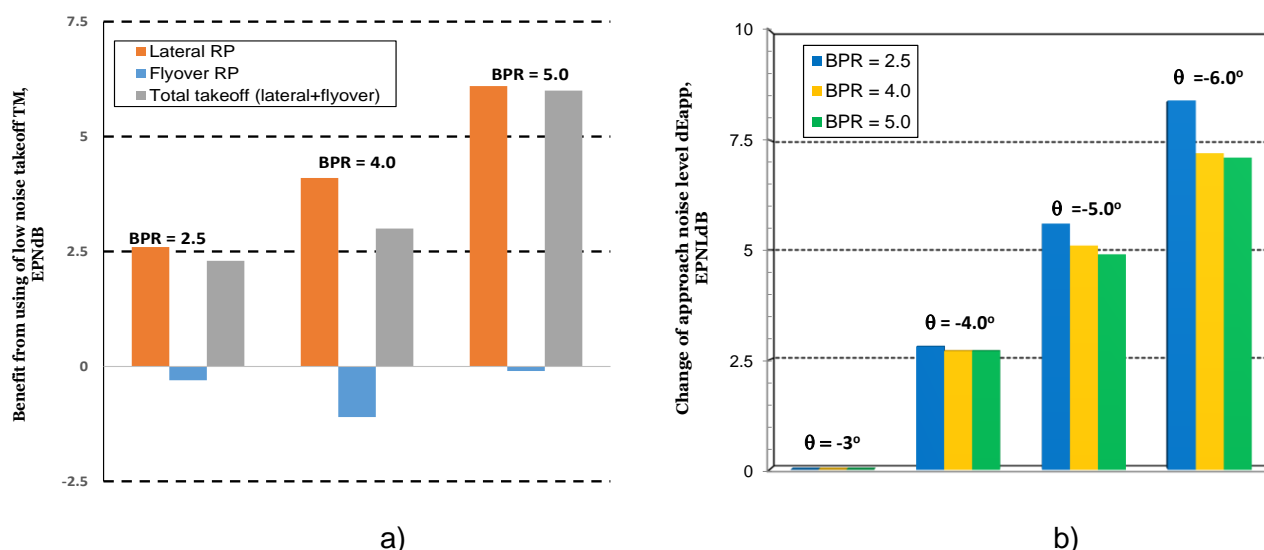 7.5
Lateral RP
Flyover RP
Total takeoff (lateral+flyover)
BPR = 5.0
5
BPR = 4.0
BPR = 2.5
2.5
0
-2.5
Benefit from using of low noise takeoff TM,
EPNdB
a)
10
BPR = 2.5
BPR = 4.0
BPR = 5.0
θ = -6.0º
7.5
θ = -5.0º
5
θ = -4.0º
2.5
θ = -3º
0
Change of approach noise level dEapp,
EPNLdB
b)